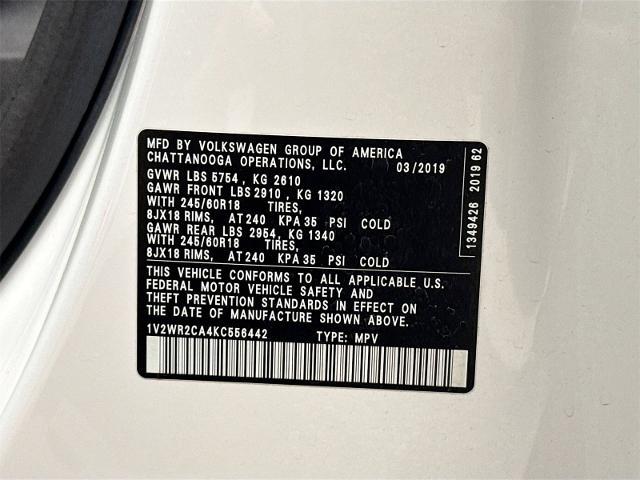 MFD BY VOLKSWAGEN GROUP OF AMERICA
CHATTANOOGA OPERATIONS, LLC. 03/2019
GVWR LBS 5754 , KG 2610
GAWR FRONT LBS 2910 , KG 1320
WITH 245/60R18 TIRES,
8JX18 RIMS, AT 240 KPA 35 PSI COLD
GAWR REAR LBS 2954, KG 1340
WITH 245/60R18 TIRES,
8JX18 RIMS, AT 240 KPA 35 PSI COLD
THIS VEHICLE CONFORMS TO ALL APPLICABLE U.S.
FEDERAL MOTOR VEHICLE SAFETY AND
THEFT PREVENTION STANDARDS IN EFFECT ON
THE DATE OF MANUFACTURE SHOWN ABOVE.
1V2WR2CA4KC556442 TYPE: MPV
1349426 2019 62